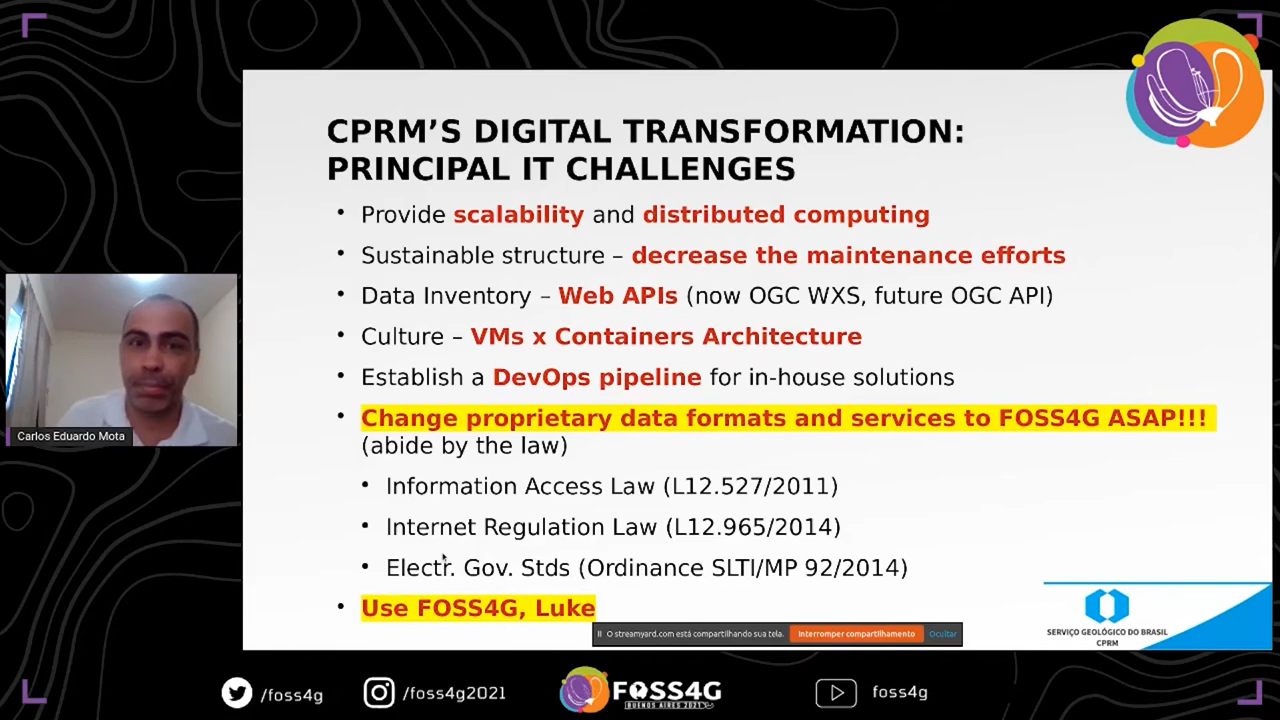 CPRM'S DIGITAL TRANSFORMATION:
PRINCIPAL IT CHALLENGES
• Provide scalability and distributed computing
• Sustainable structure – decrease the maintenance efforts
• Data Inventory – Web APIs (now OGC WXS, future OGC API)
• Culture – VMs x Containers Architecture
• Establish a DevOps pipeline for in-house solutions
• Change proprietary data formats and services to FOSS4G ASAP!!!
(abide by the law)
• Information Access Law (L12.527/2011)
• Internet Regulation Law (L12.965/2014)
• Electr. Gov. Stds (Ordinance SLTI/MP 92/2014)
• Use FOSS4G, Luke
Carlos Eduardo Mota
O streamyard.com está compartilhando sua tela. Interromper compartilhamento Ocultar
SERVIÇO GEOLÓGICO DO BRASIL
CPRM
/foss4g /foss4g2021 FOSS4G foss4g
BUENOS AIRES 2021